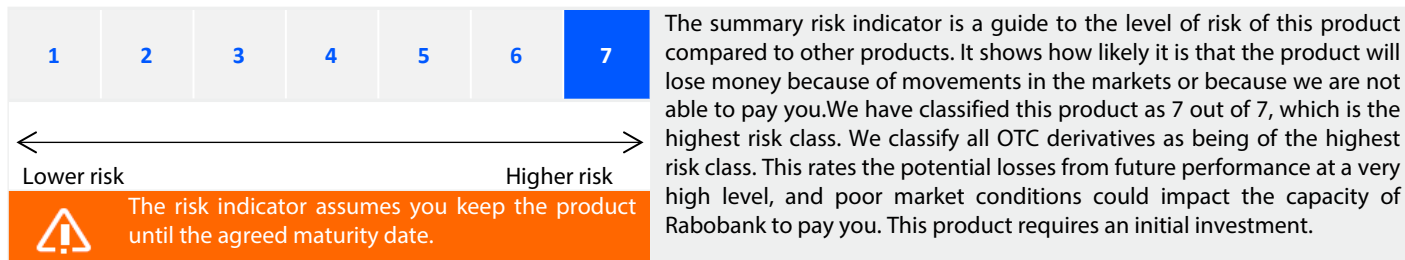 1 2 3 4 5 6 7
Lower risk Higher risk
The risk indicator assumes you keep the product
until the agreed maturity date.
The summary risk indicator is a guide to the level of risk of this product
compared to other products. It shows how likely it is that the product will
lose money because of movements in the markets or because we are not
able to pay you.We have classified this product as 7 out of 7, which is the
highest risk class. We classify all OTC derivatives as being of the highest
risk class. This rates the potential losses from future performance at a very
high level, and poor market conditions could impact the capacity of
Rabobank to pay you. This product requires an initial investment.